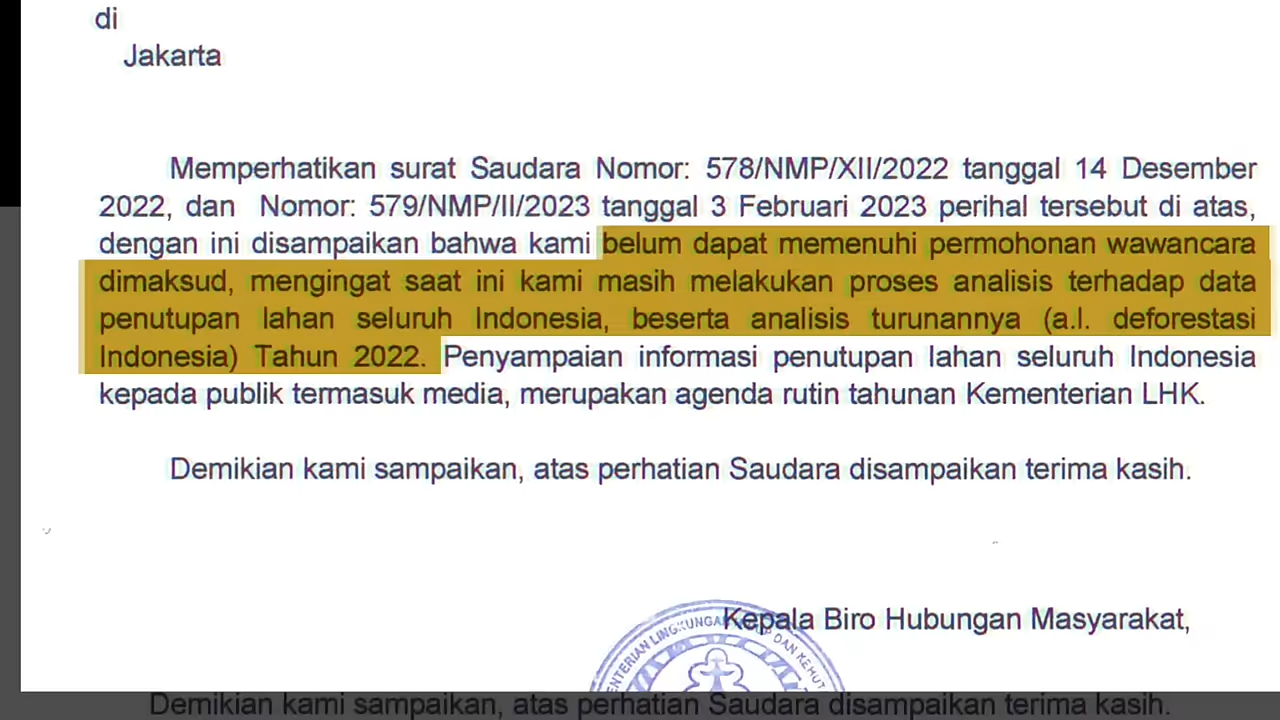 di
Jakarta
Memperhatikan surat Saudara Nomor: 578/NMP/XII/2022 tanggal 14 Desember
2022, dan Nomor: 579/NMP/II/2023 tanggal 3 Februari 2023 perihal tersebut di atas,
dengan ini disampaikan bahwa kami belum dapat memenuhi permohonan wawancara
dimaksud, mengingat saat ini kami masih melakukan proses analisis terhadap data
penutupan lahan seluruh Indonesia, beserta analisis turunannya (a.l. deforestasi
Indonesia) Tahun 2022. Penyampaian informasi penutupan lahan seluruh Indonesia
kepada publik termasuk media, merupakan agenda rutin tahunan Kementerian LHK.
Demikian kami sampaikan, atas perhatian Saudara disampaikan terima kasih.
Kepala Biro Hubungan Masyarakat,
LINGKUNGAN DAN
Demikian kami sampaikan, atas perhatian Saudara disampaikan terima kasih.